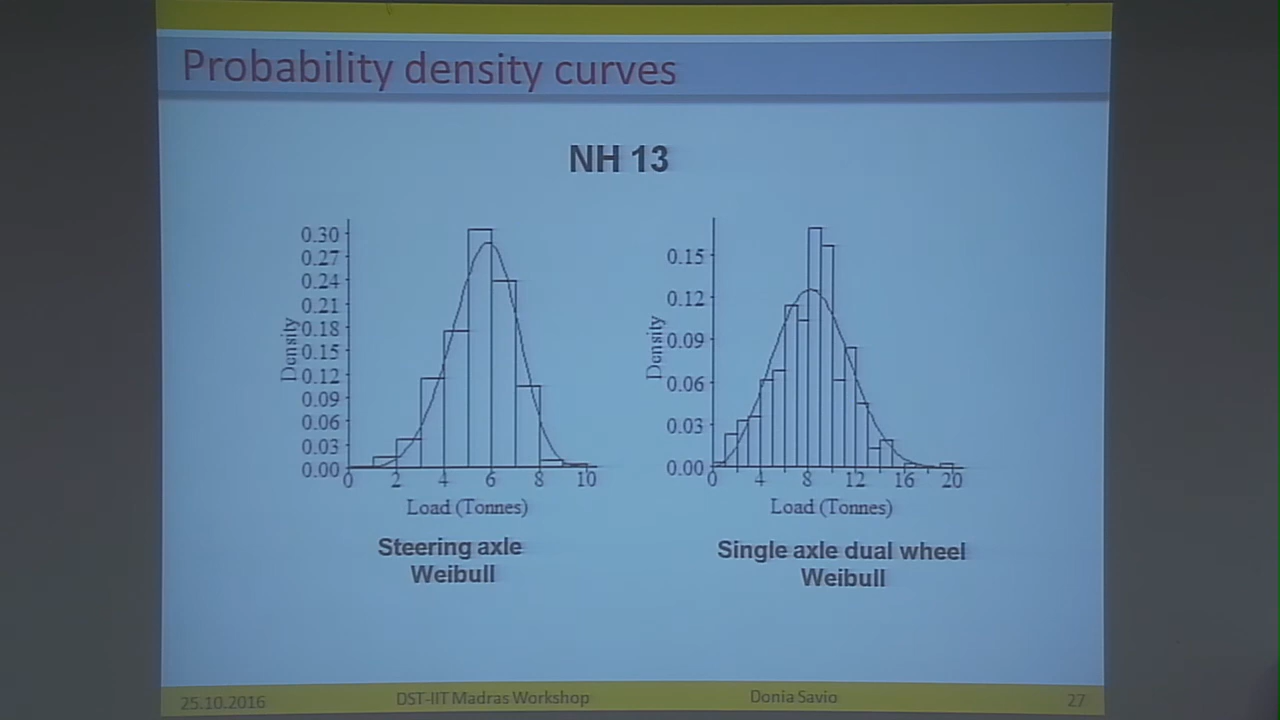 Probability density curves
NH 13
0.30
0.27
0.24
0.21
0.18
0.15
0.12
0.09
0.06
0.03
0.00
Density
0 2 4 6 8 10
Load (Tonnes)
Steering axle
Weibull
0.15
0.12
0.09
0.06
0.03
0.00
Density
0 4 8 12 16 20
Load (Tonnes)
Single axle dual wheel
Weibull
25.10.2016 DST-IIT Madras Workshop Donia Savio 27